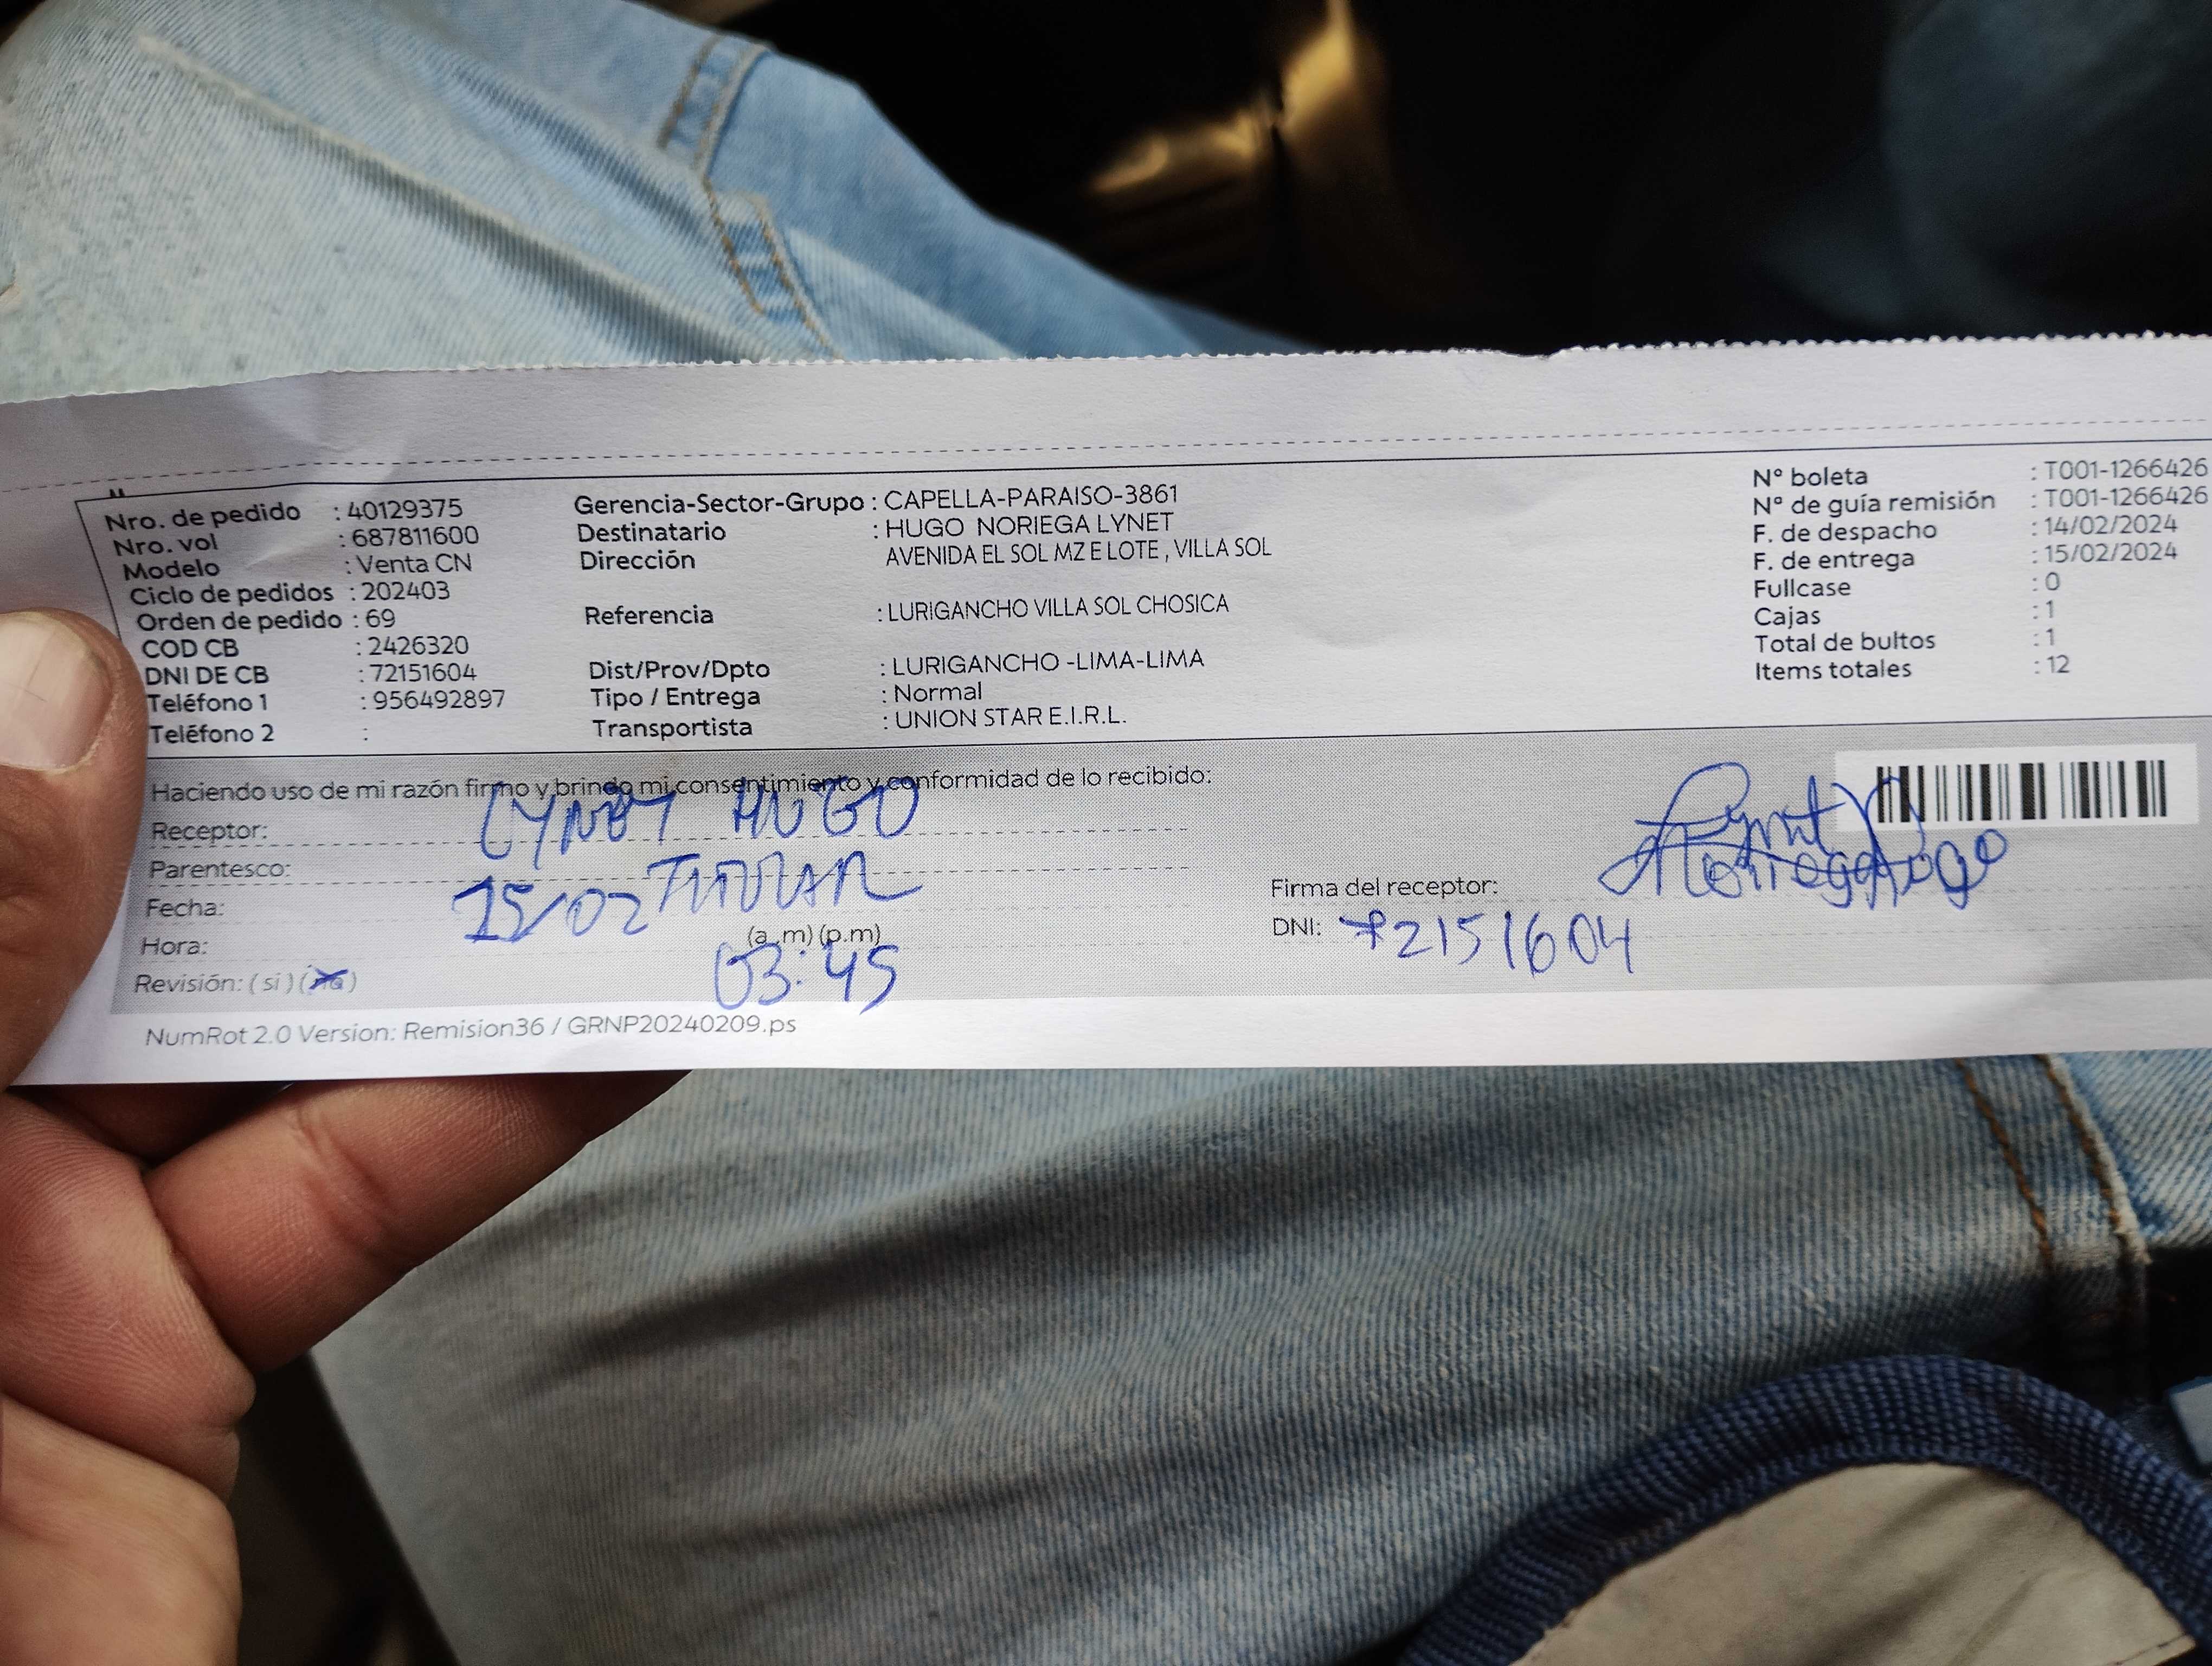 Nro. de pedido : 40129375
Nro. vol : 687811600
Modelo : Venta CN
Ciclo de pedidos : 202403
Orden de pedido : 69
COD CB : 2426320
DNI DE CB : 72151604
Teléfono 1 : 956492897
Teléfono 2 :
Gerencia-Sector-Grupo : CAPELLA-PARAISO-3861
Destinatario : HUGO NORIEGA LYNET
Dirección AVENIDA EL SOL MZ E LOTE , VILLA SOL
Referencia : LURIGANCHO VILLA SOL CHOSICA
Dist/Prov/Dpto : LURIGANCHO -LIMA-LIMA
Tipo / Entrega : Normal
Transportista : UNION STAR E.I.R.L.
N° boleta : T001-1266426
N° de guía remisión : T001-1266426
F. de despacho : 14/02/2024
F. de entrega : 15/02/2024
Fullcase : 0
Cajas : 1
Total de bultos : 1
Items totales : 12
Haciendo uso de mi razón firmo y brindo mi consentimiento y conformidad de lo recibido:
Receptor: LYNET HUGO
Parentesco: TITULAR
Fecha: 15/02
Hora: (a.m) (p.m) 03:45
Revisión: (si) (no)
Firma del receptor: Lynet Noriega Hugo
DNI: 72151604
NumRot 2.0 Version: Remision36 / GRNP20240209.ps